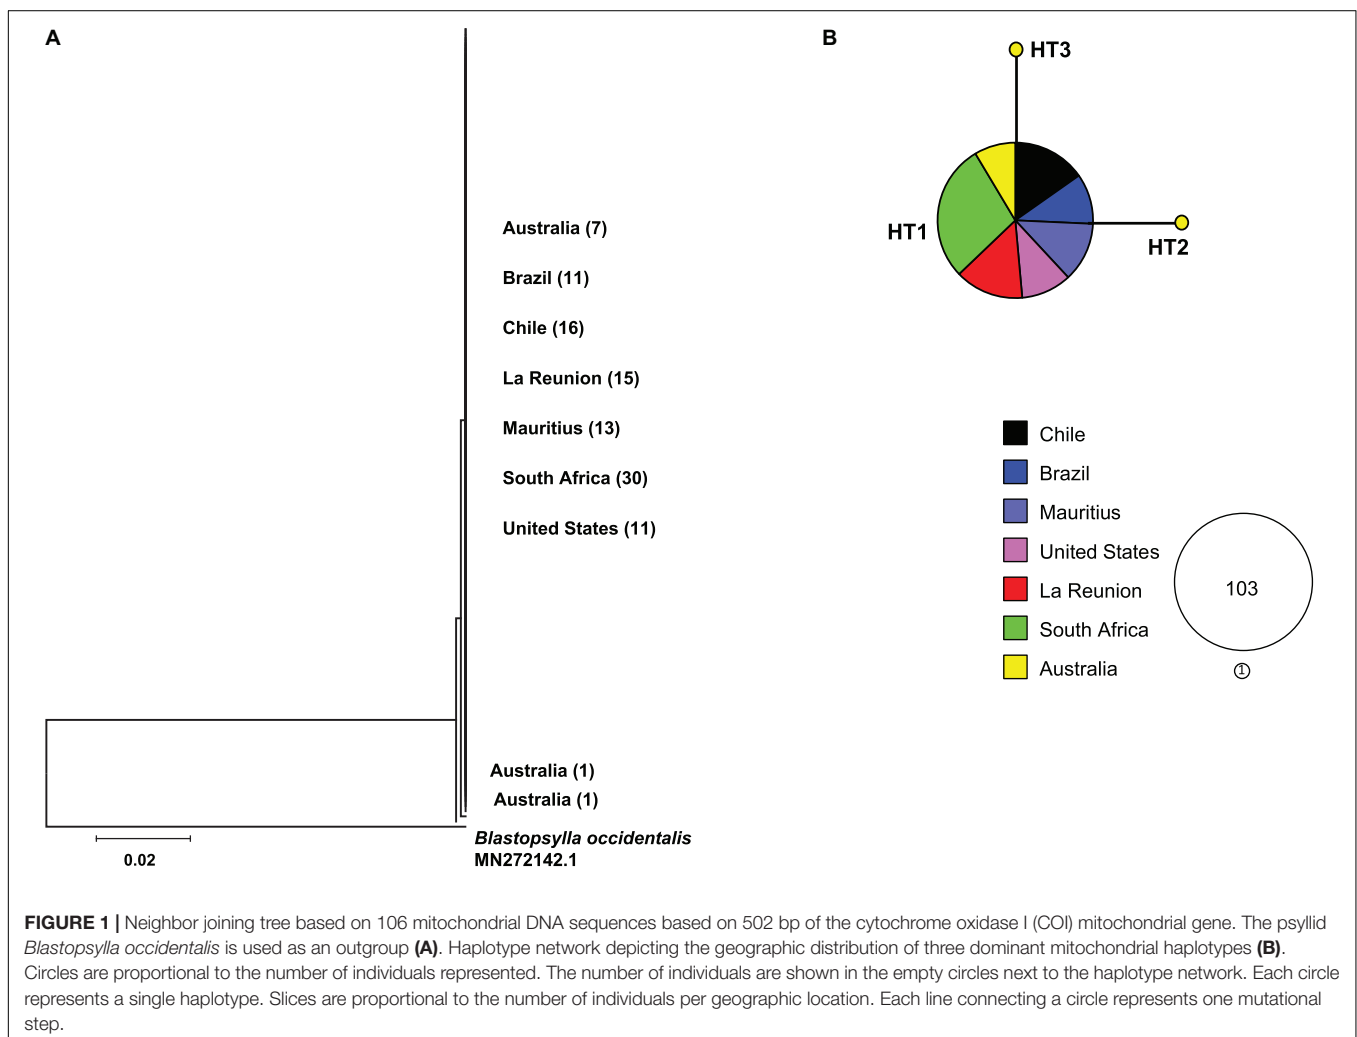 A
Australia (7)
Brazil (11)
Chile (16)
La Reunion (15)
Mauritius (13)
South Africa (30)
United States (11)
Australia (1)
Australia (1)
Blastopsylla occidentalis
MN272142.1
0.02
B
HT3
HT1
HT2
Chile
Brazil
Mauritius
United States
La Reunion
South Africa
Australia
103
1
FIGURE 1 | Neighbor joining tree based on 106 mitochondrial DNA sequences based on 502 bp of the cytochrome oxidase I (COI) mitochondrial gene. The psyllid
Blastopsylla occidentalis is used as an outgroup (A). Haplotype network depicting the geographic distribution of three dominant mitochondrial haplotypes (B).
Circles are proportional to the number of individuals represented. The number of individuals are shown in the empty circles next to the haplotype network. Each circle
represents a single haplotype. Slices are proportional to the number of individuals per geographic location. Each line connecting a circle represents one mutational
step.